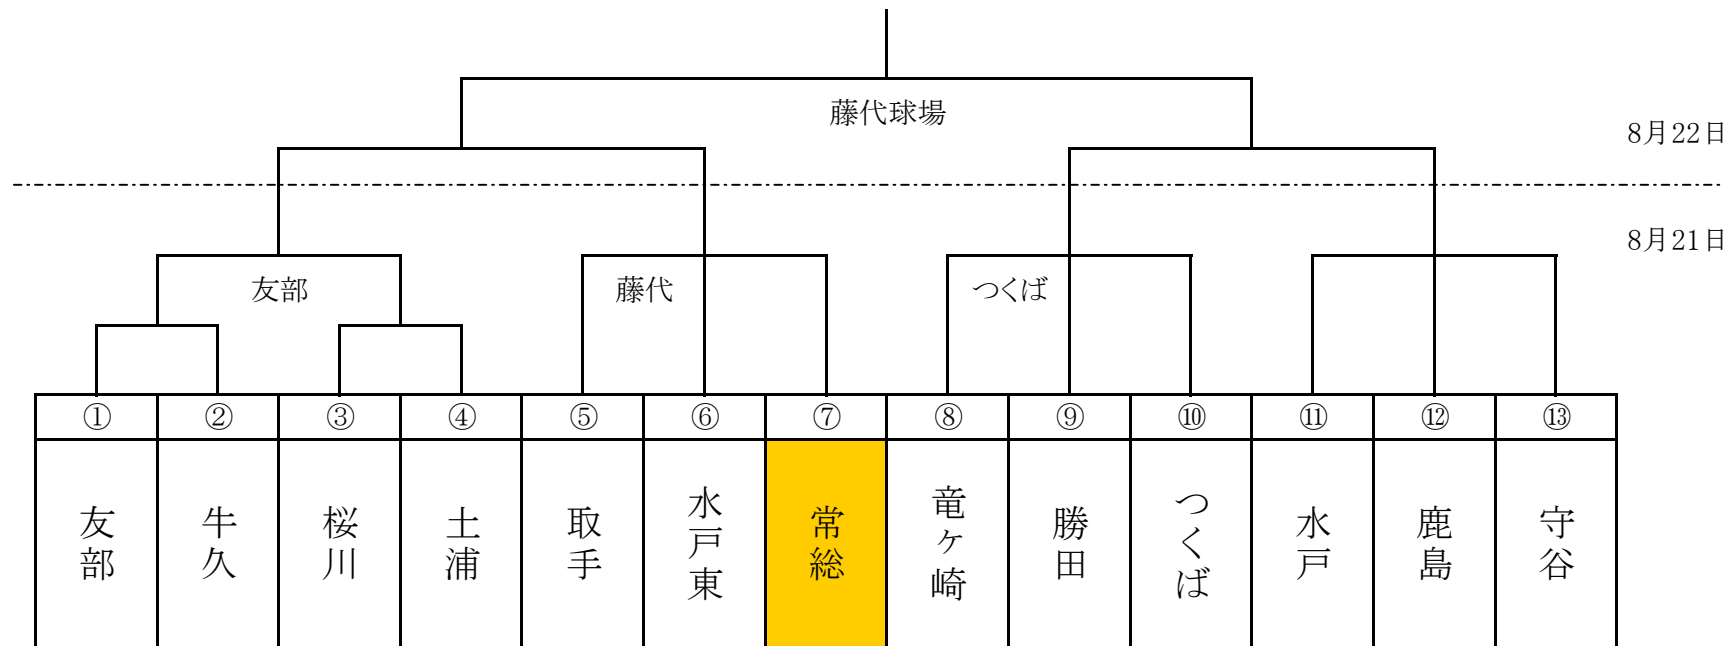 藤代球場
8月22日
8月21日
友部
藤代
つくば
①
②
③
④
⑤
⑥
⑦
⑧
⑨
⑩
⑪
⑫
⑬
友部
牛久
桜川
土浦
取手
水戸東
常総
竜ヶ崎
勝田
つくば
水戸
鹿島
守谷